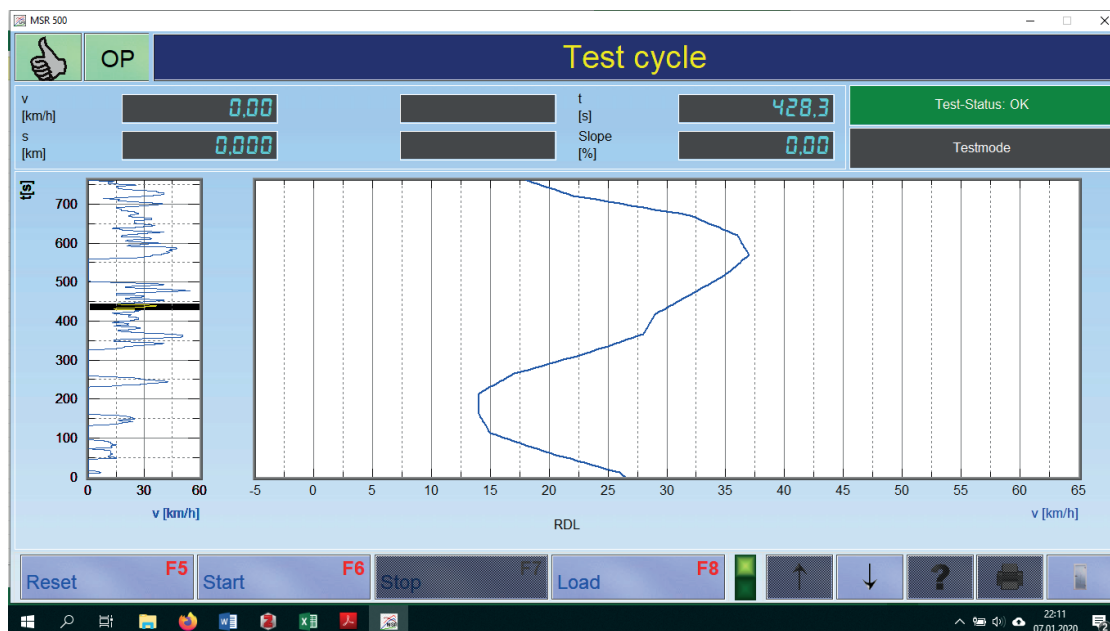 MSR 500
OP
Test cycle
v
[km/h]
0,00
t
[s]
428,3
Test-Status: OK
s
[km]
0,000
Slope
[%]
0,00
Testmode
t[s]
700
600
500
400
300
200
100
0
0 30 60
v [km/h]
-5 0 5 10 15 20 25 30 35 40 45 50 55 60 65
v [km/h]
RDL
Reset F5
Start F6
Stop F7
Load F8
?
22:11
07.01.2020